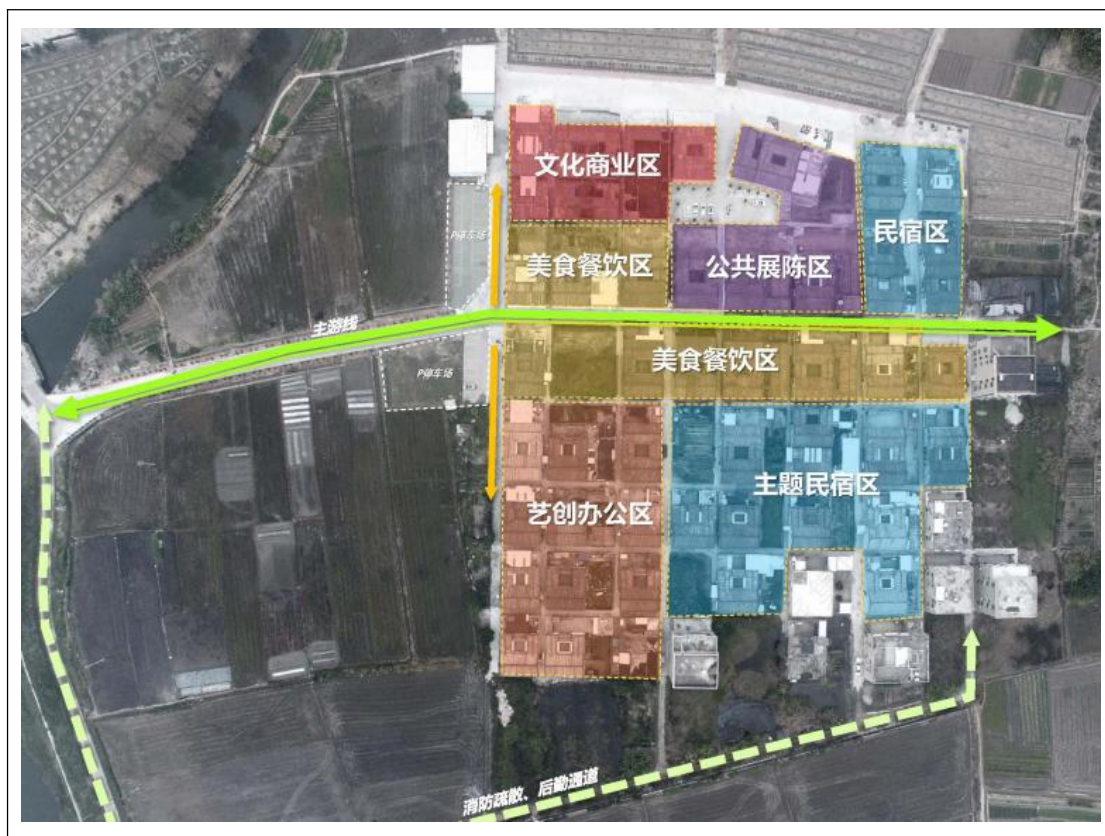 文化商业区
民宿区
P停车场
美食餐饮区
公共展陈区
主游线
美食餐饮区
P停车场
主题民宿区
艺创办公区
消防疏散、后勤通道